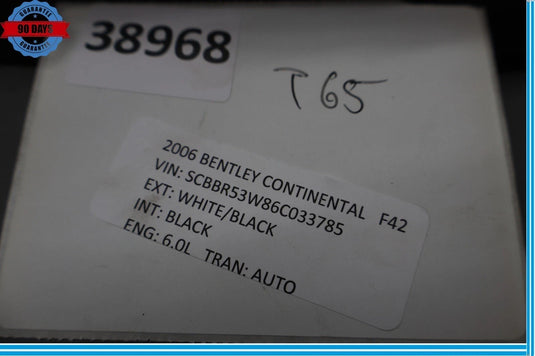 GUARANTEE
90 DAYS
GUARANTEE
38968
T65
2006 BENTLEY CONTINENTAL F42
VIN: SCBBR53W86C033785
EXT: WHITE/BLACK
INT: BLACK
ENG: 6.0L TRAN: AUTO